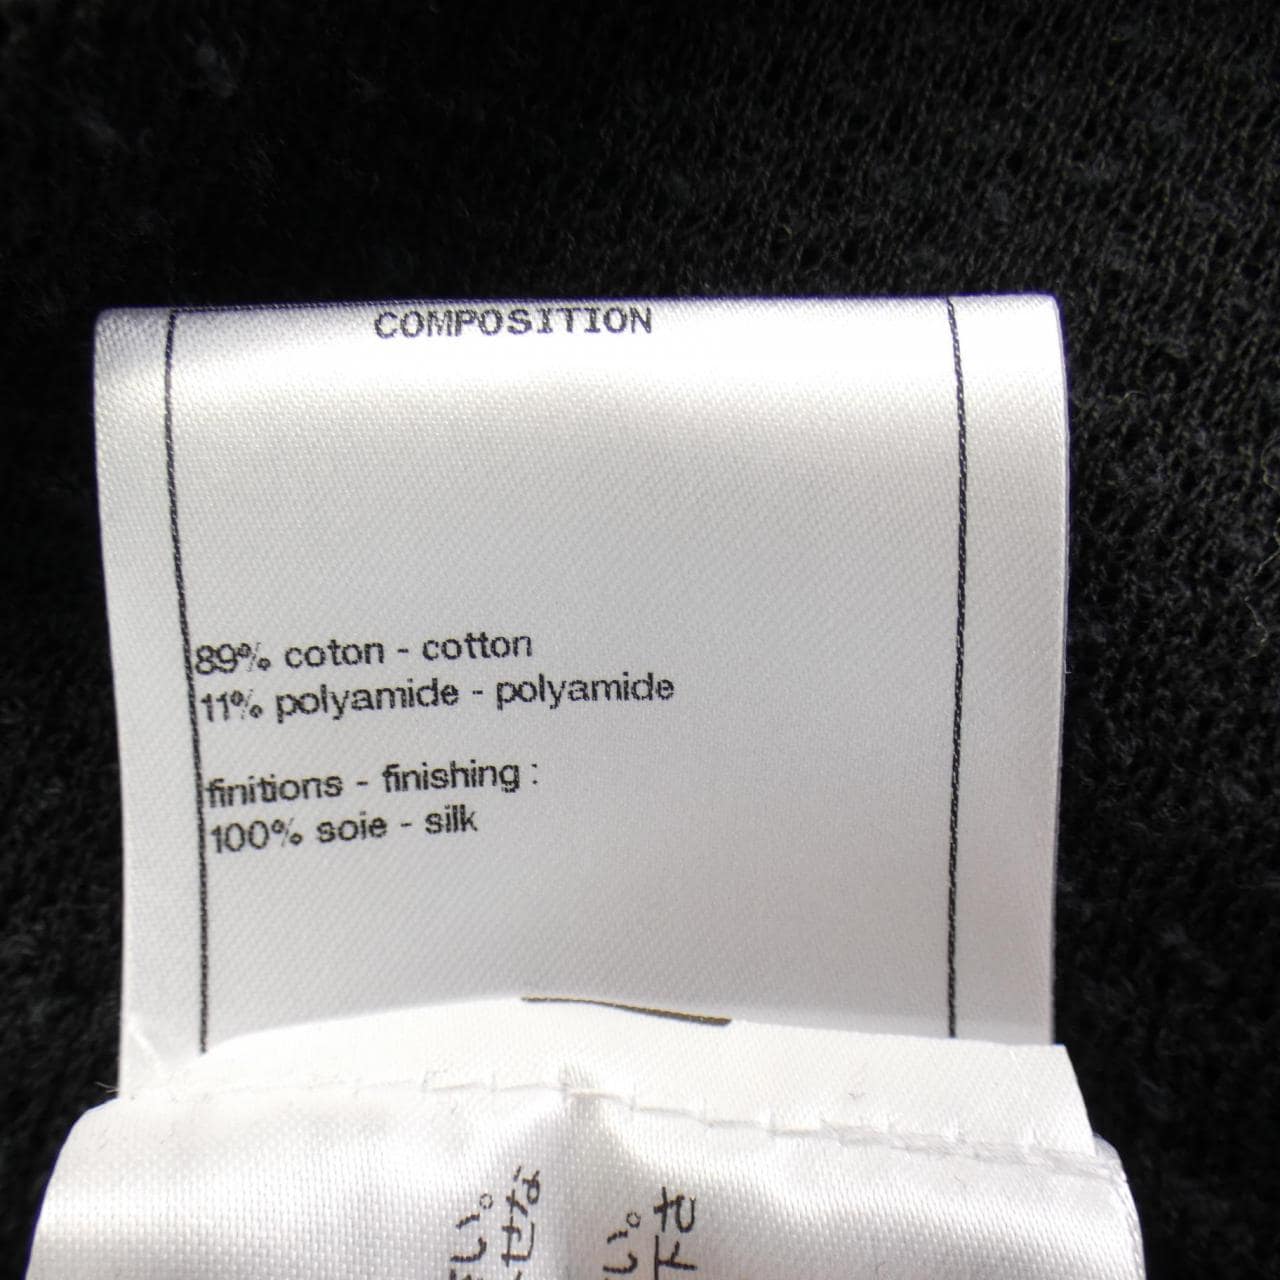 COMPOSITION
89% coton - cotton
11% polyamide - polyamide
finitions - finishing :
100% soie - silk